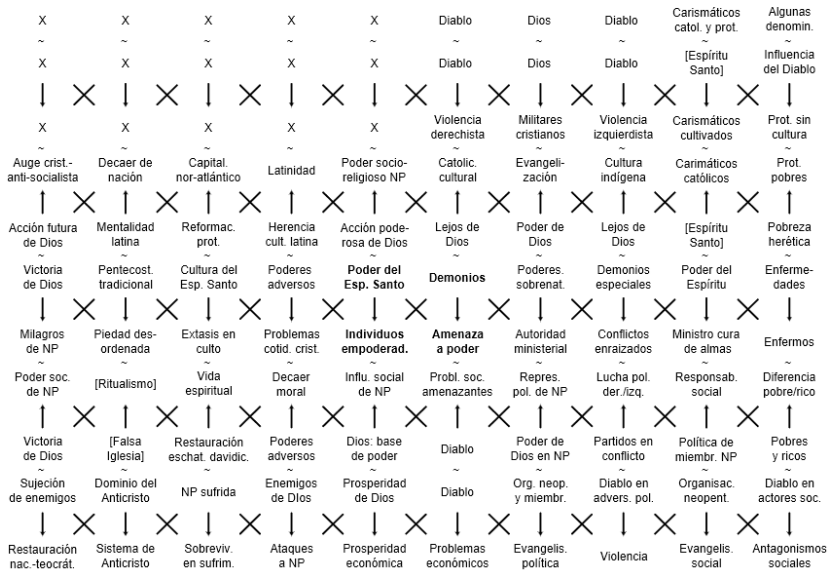 X X X X X Diablo Dios Diablo Carismáticos catol. y prot. Algunas denomin.
~ ~ ~ ~ ~ ~ ~ ~ ~ ~
X X X X X Diablo Dios Diablo [Espíritu Santo] Influencia del Diablo
X X X X X Violencia derechista Militares cristianos Violencia izquierdista Carismáticos cultivados Prot. sin cultura
~ ~ ~ ~ ~ ~ ~ ~ ~ ~
Auge crist.-anti-socialista Decaer de nación Capital. nor-atlántico Latinidad Poder socio-religioso NP Catolic. cultural Evangeli-zación Cultura indígena Carimáticos católicos Prot. pobres
Acción futura de Dios Mentalidad latina Reformac. prot. Herencia cult. latina Acción pode-rosa de Dios Lejos de Dios Poder de Dios Lejos de Dios [Espíritu Santo] Pobreza herética
~ ~ ~ ~ ~ ~ ~ ~ ~ ~
Victoria de Dios Pentecost. tradicional Cultura del Esp. Santo Poderes adversos Poder del Esp. Santo Demonios Poderes. sobrenat. Demonios especiales Poder del Espíritu Enferme-dades
Milagros de NP Piedad des-ordenada Extasis en culto Problemas cotid. crist. Individuos empoderad. Amenaza a poder Autoridad ministerial Conflictos enraizados Ministro cura de almas Enfermos
~ ~ ~ ~ ~ ~ ~ ~ ~ ~
Poder soc. de NP [Ritualismo] Vida espiritual Decaer moral Influ. social de NP Probl. soc. amenazantes Repres. pol. de NP Lucha pol. der./izq. Responsab. social Diferencia pobre/rico
Victoria de Dios [Falsa Iglesia] Restauración eschat. davidic. Poderes adversos Dios: base de poder Diablo Poder de Dios en NP Partidos en conflicto Política de miembr. NP Pobres y ricos
~ ~ ~ ~ ~ ~ ~ ~ ~ ~
Sujeción de enemigos Dominio del Anticristo NP sufrida Enemigos de DIos Prosperidad de Dios Diablo Org. neop. y miembr. Diablo en advers. pol. Organisac. neopent. Diablo en actores soc.
Restauración nac.-teocrát. Sistema de Anticristo Sobreviv. en sufrim. Ataques a NP Prosperidad económica Problemas económicos Evangelis. política Violencia Evangelis. social Antagonismos sociales